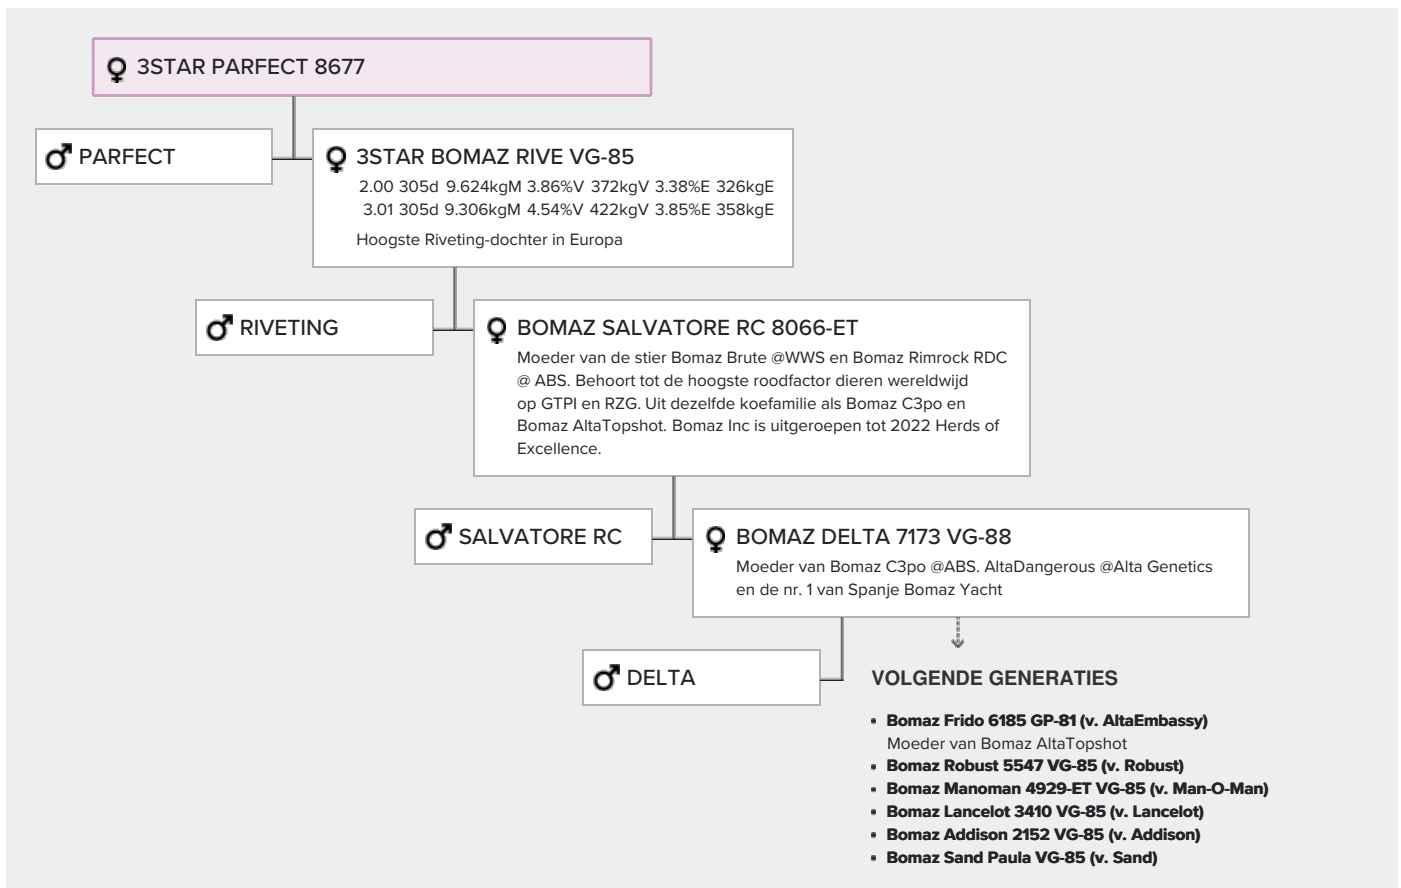 3STAR PARFECT 8677
PARFECT
3STAR BOMAZ RIVE VG-85
2.00 305d 9.624kgM 3.86%V 372kgV 3.38%E 326kgE
3.01 305d 9.306kgM 4.54%V 422kgV 3.85%E 358kgE
Hoogste Riveting-dochter in Europa
RIVETING
BOMAZ SALVATORE RC 8066-ET
Moeder van de stier Bomaz Brute @WWS en Bomaz Rimrock RDC
@ ABS. Behoort tot de hoogste roodfactor dieren wereldwijd
op GTPI en RZG. Uit dezelfde koefamilie als Bomaz C3po en
Bomaz AltaTopshot. Bomaz Inc is uitgeroepen tot 2022 Herds of
Excellence.
SALVATORE RC
BOMAZ DELTA 7173 VG-88
Moeder van Bomaz C3po @ABS. AltaDangerous @Alta Genetics
en de nr. 1 van Spanje Bomaz Yacht
DELTA
VOLGENDE GENERATIES
• Bomaz Frido 6185 GP-81 (v. AltaEmbassy)
Moeder van Bomaz AltaTopshot
• Bomaz Robust 5547 VG-85 (v. Robust)
• Bomaz Manoman 4929-ET VG-85 (v. Man-O-Man)
• Bomaz Lancelot 3410 VG-85 (v. Lancelot)
• Bomaz Addison 2152 VG-85 (v. Addison)
• Bomaz Sand Paula VG-85 (v. Sand)